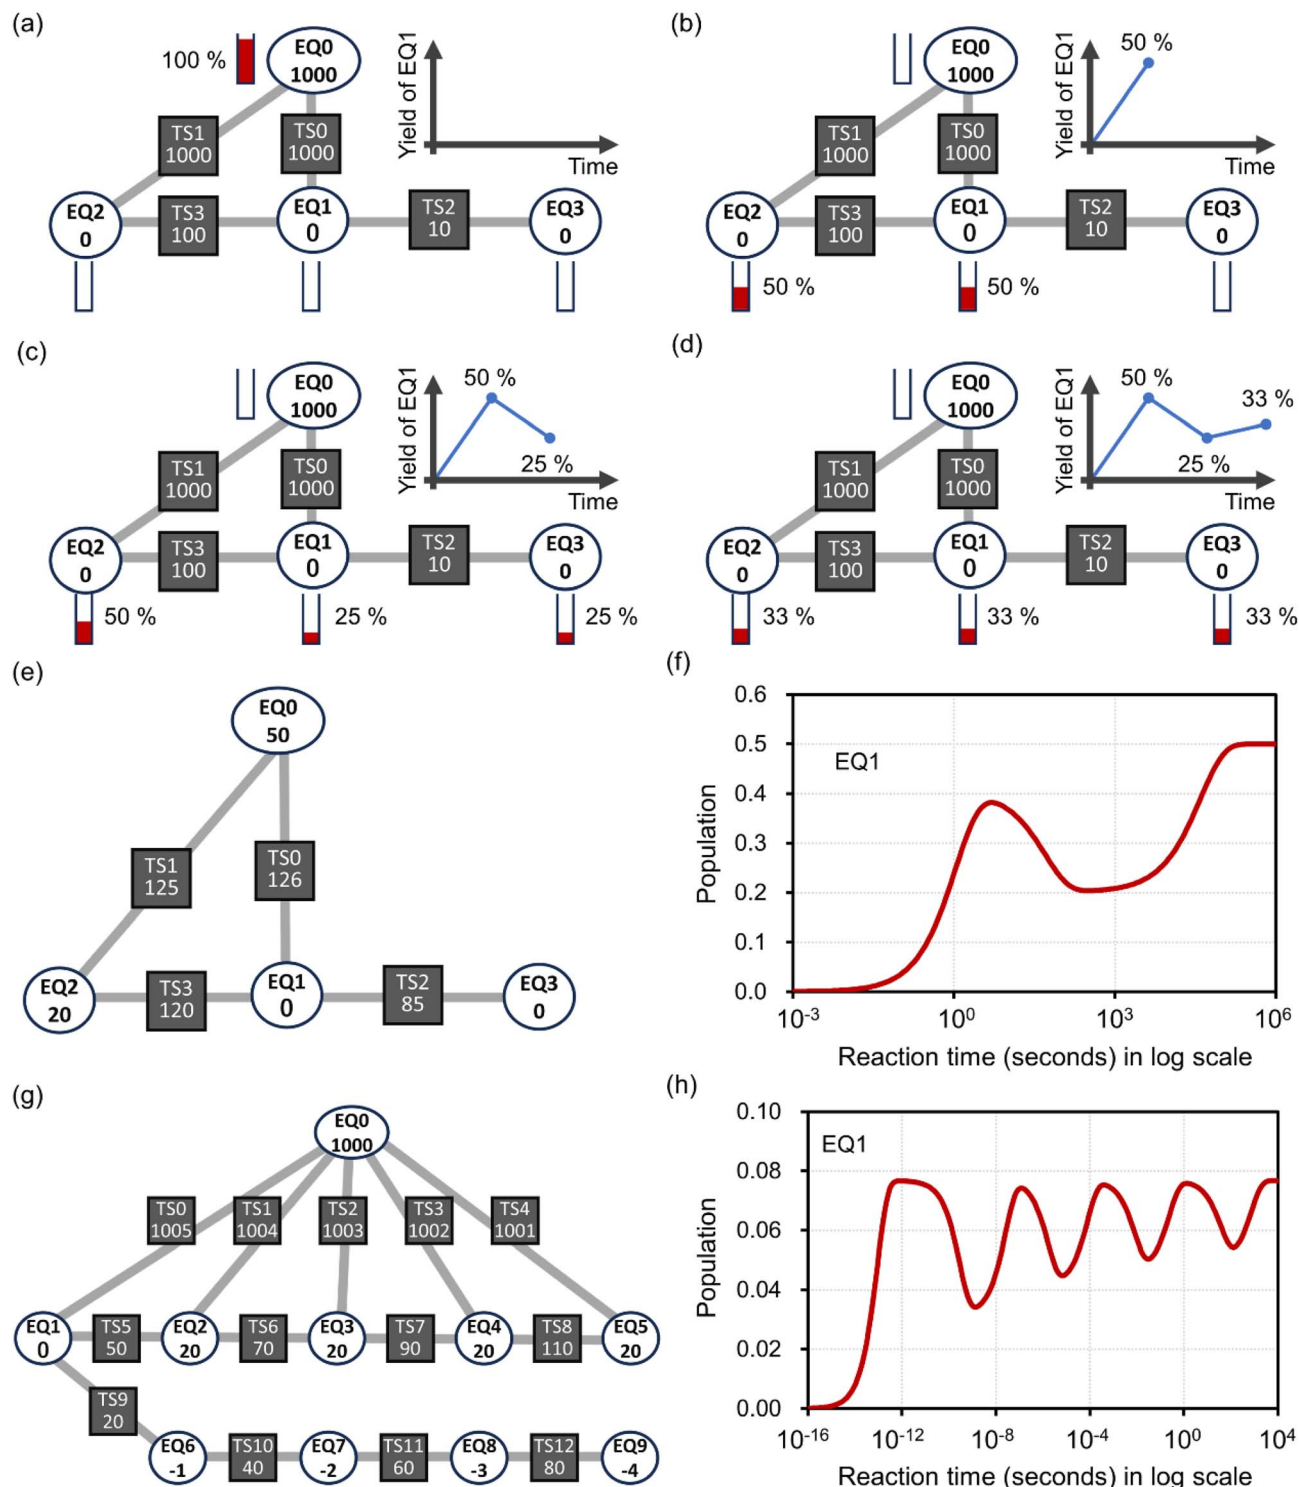 (a)
100 %
EQ0
1000
TS1
1000
TS0
1000
EQ2
0
TS3
100
EQ1
0
TS2
10
EQ3
0
Yield of EQ1
Time
(b)
EQ0
1000
50 %
TS1
1000
TS0
1000
EQ2
0
TS3
100
EQ1
0
TS2
10
EQ3
0
50 %
50 %
Yield of EQ1
Time
(c)
EQ0
1000
50 %
25 %
TS1
1000
TS0
1000
EQ2
0
TS3
100
EQ1
0
TS2
10
EQ3
0
50 %
25 %
25 %
Yield of EQ1
Time
(d)
EQ0
1000
50 %
33 %
25 %
TS1
1000
TS0
1000
EQ2
0
TS3
100
EQ1
0
TS2
10
EQ3
0
33 %
33 %
33 %
Yield of EQ1
Time
(e)
EQ0
50
TS1
125
TS0
126
EQ2
20
TS3
120
EQ1
0
TS2
85
EQ3
0
(f)
0.6
0.5
0.4
0.3
0.2
0.1
0.0
EQ1
Population
10⁻³
10⁰
10³
10⁶
Reaction time (seconds) in log scale
(g)
EQ0
1000
TS0
1005
TS1
1004
TS2
1003
TS3
1002
TS4
1001
EQ1
0
TS5
50
EQ2
20
TS6
70
EQ3
20
TS7
90
EQ4
20
TS8
110
EQ5
20
TS9
20
EQ6
-1
TS10
40
EQ7
-2
TS11
60
EQ8
-3
TS12
80
EQ9
-4
(h)
0.10
0.08
0.06
0.04
0.02
0.00
EQ1
Population
10⁻¹⁶
10⁻¹²
10⁻⁸
10⁻⁴
10⁰
10⁴
Reaction time (seconds) in log scale